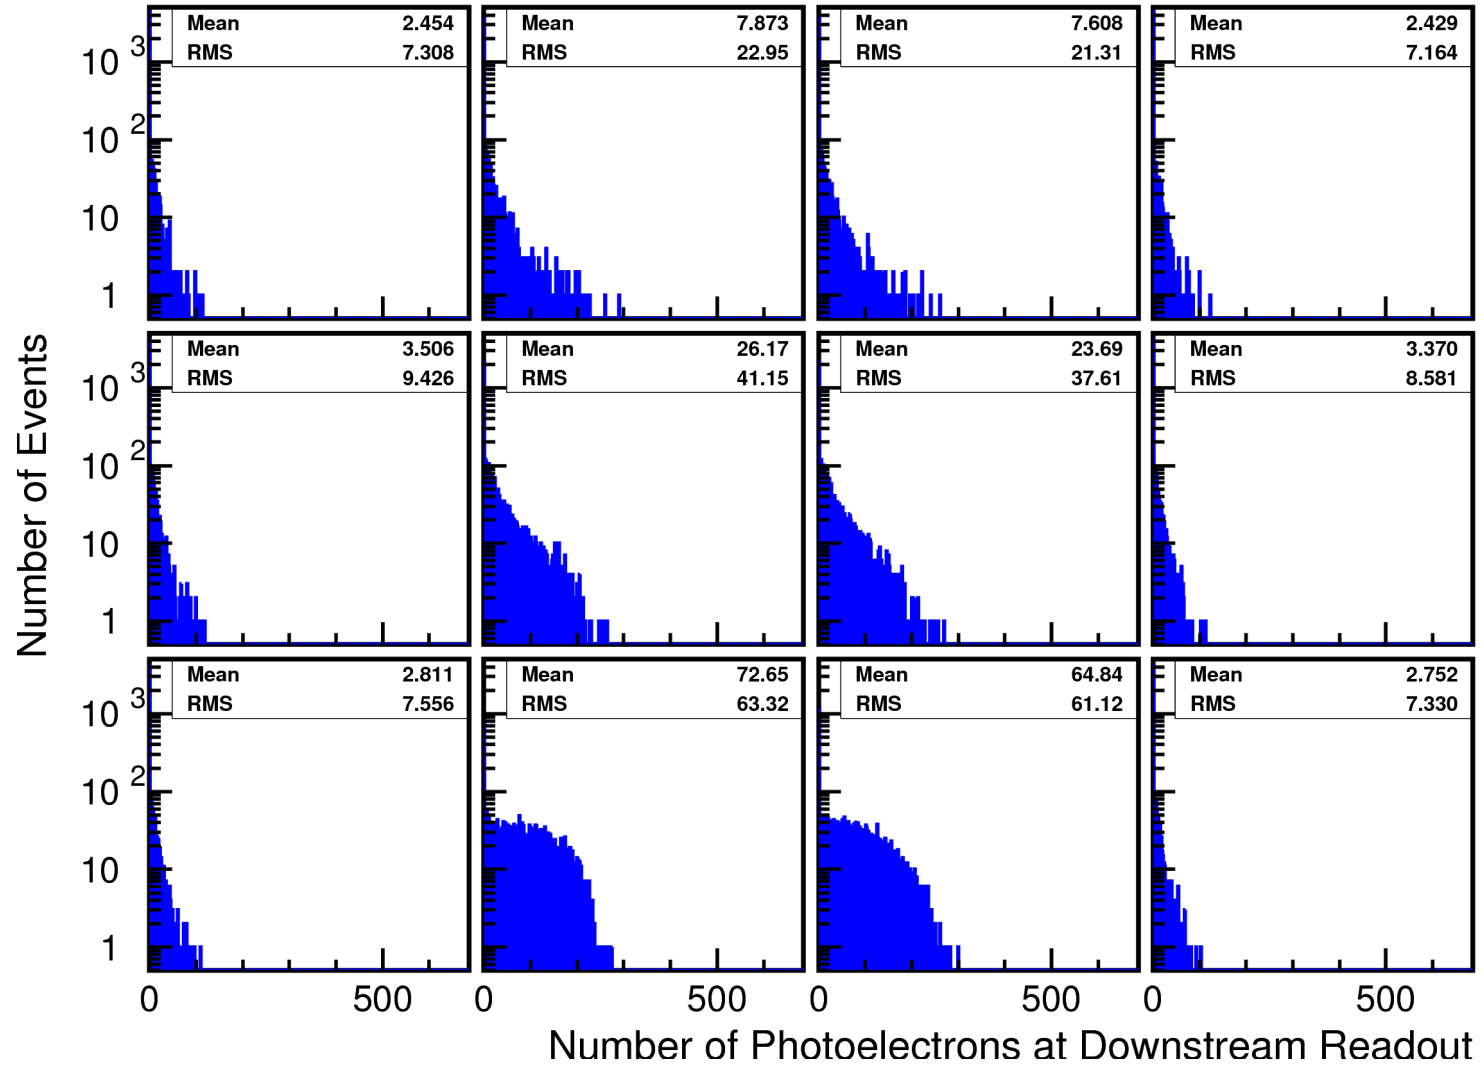 Mean 2.454 Mean 7.873 Mean 7.608 Mean 2.429
RMS 7.308 RMS 22.95 RMS 21.31 RMS 7.164
10 3
10 2
10
1
Mean 3.506 Mean 26.17 Mean 23.69 Mean 3.370
RMS 9.426 RMS 41.15 RMS 37.61 RMS 8.581
10 3
10 2
10
1
Number of Events
Mean 2.811 Mean 72.65 Mean 64.84 Mean 2.752
RMS 7.556 RMS 63.32 RMS 61.12 RMS 7.330
10 3
10 2
10
1
0 500 0 500 0 500 0 500
Number of Photoelectrons at Downstream Readout